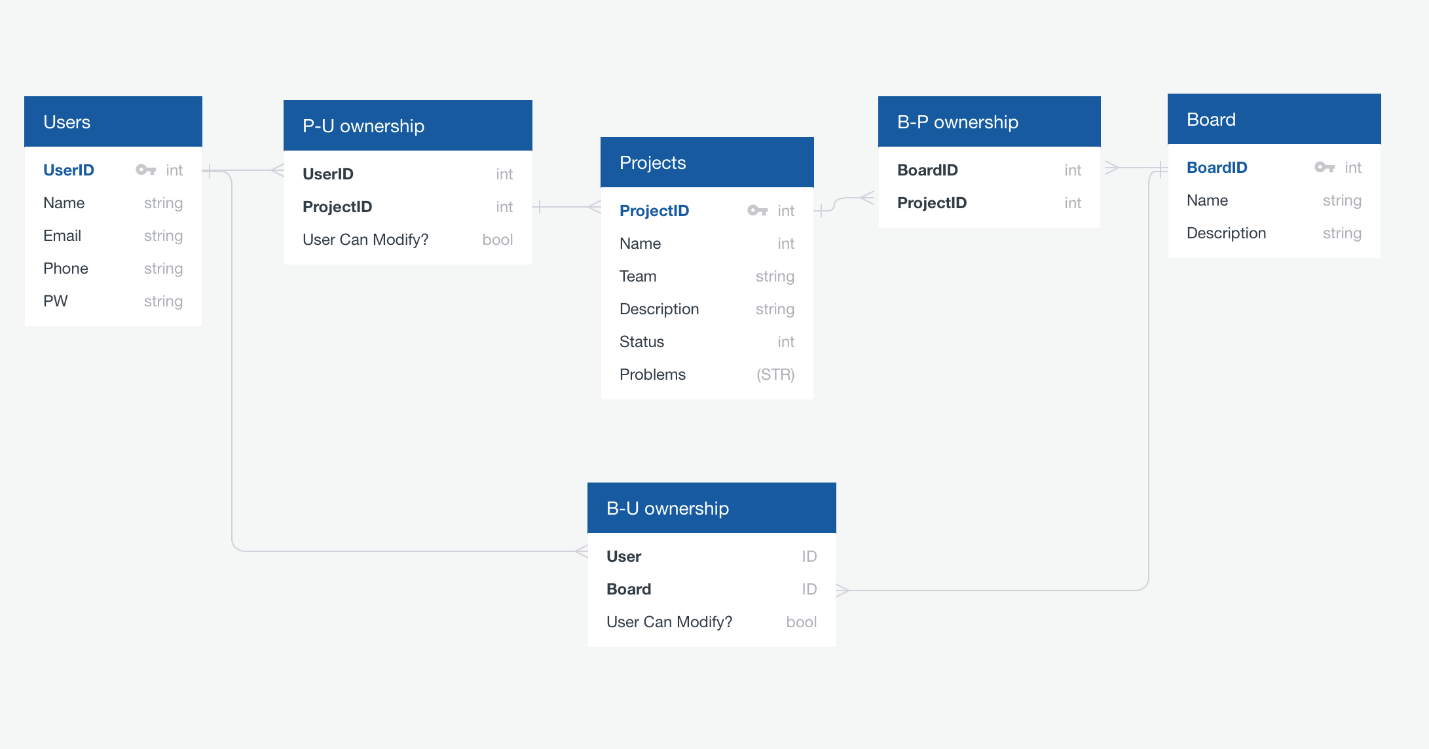 Users
UserID int
Name string
Email string
Phone string
PW string
P-U ownership
UserID int
ProjectID int
User Can Modify? bool
Projects
ProjectID int
Name int
Team string
Description string
Status int
Problems (STR)
B-P ownership
BoardID int
ProjectID int
Board
BoardID int
Name string
Description string
B-U ownership
User ID
Board ID
User Can Modify? bool